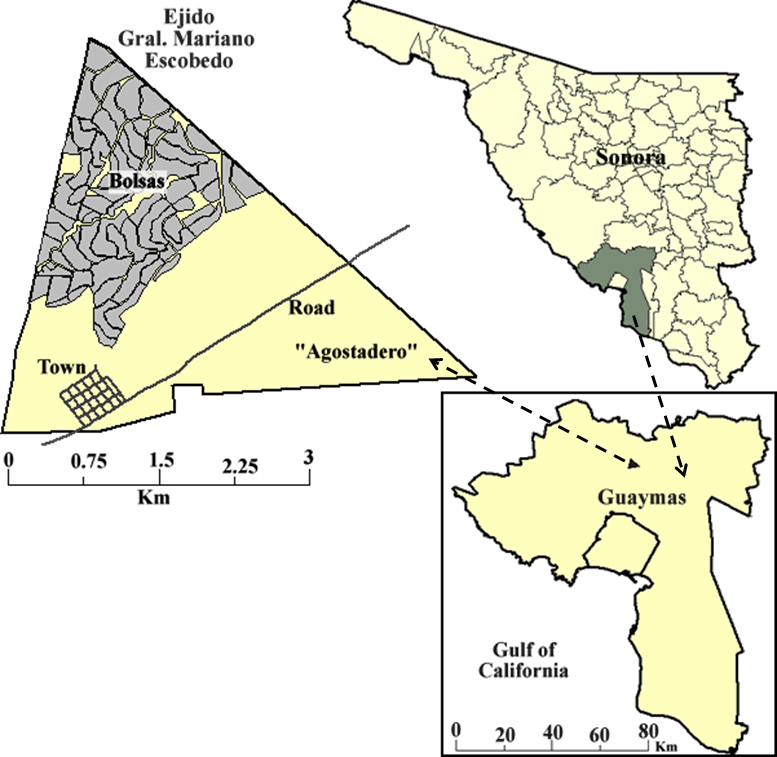 Ejido
Gral. Mariano
Escobedo
Bolsas
Road
"Agostadero"
Town
0 0.75 1.5 2.25 3
Km
Sonora
Guaymas
Gulf of
California
0 20 40 60 80 Km